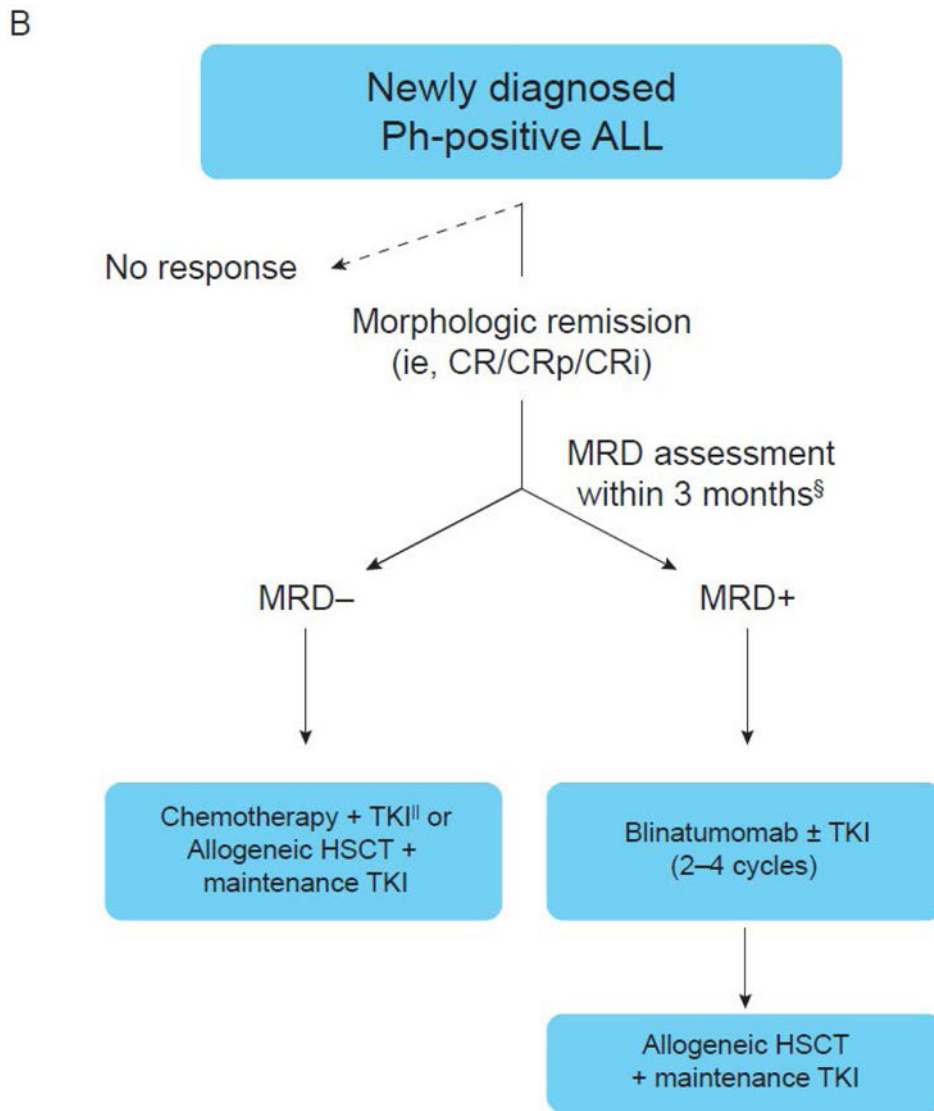 B
Newly diagnosed
Ph-positive ALL
No response
Morphologic remission
(ie, CR/CRp/CRi)
MRD assessment
within 3 months§
MRD–
MRD+
Chemotherapy + TKI|| or
Allogeneic HSCT +
maintenance TKI
Blinatumomab ± TKI
(2–4 cycles)
Allogeneic HSCT
+ maintenance TKI